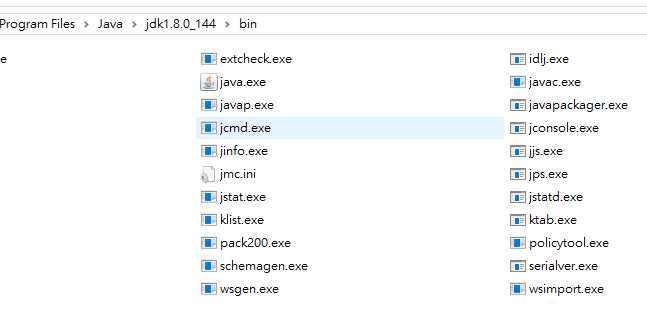 Program Files > Java > jdk1.8.0_144 > bin
e extcheck.exe idlj.exe
java.exe javac.exe
javap.exe javapackager.exe
jcmd.exe jconsole.exe
jinfo.exe jjs.exe
jmc.ini jps.exe
jstat.exe jstatd.exe
klist.exe ktab.exe
pack200.exe policytool.exe
schemagen.exe serialver.exe
wsgen.exe wsimport.exe